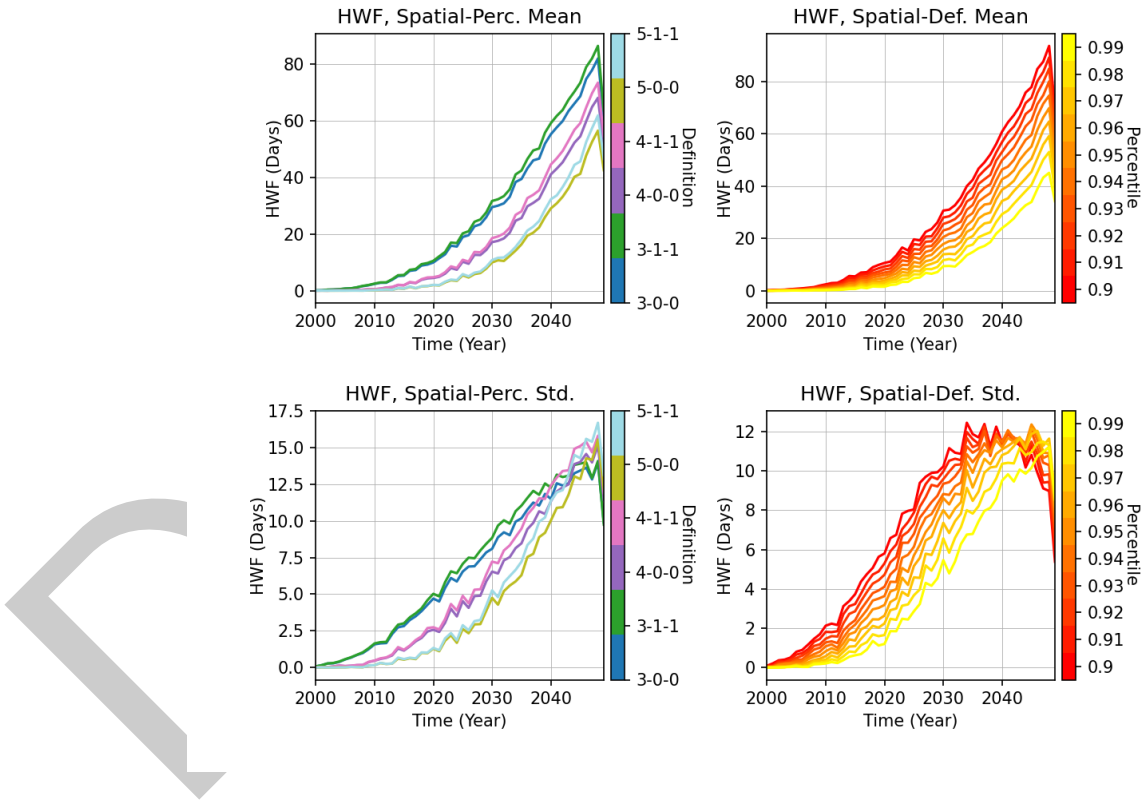 HWF, Spatial-Perc. Mean
HWF (Days)
80
60
40
20
0
2000 2010 2020 2030 2040
Time (Year)
5-1-1
5-0-0
4-1-1
4-0-0
3-1-1
3-0-0
Definition
HWF, Spatial-Def. Mean
HWF (Days)
80
60
40
20
0
2000 2010 2020 2030 2040
Time (Year)
0.99
0.98
0.97
0.96
0.95
0.94
0.93
0.92
0.91
0.9
Percentile
HWF, Spatial-Perc. Std.
HWF (Days)
17.5
15.0
12.5
10.0
7.5
5.0
2.5
0.0
2000 2010 2020 2030 2040
Time (Year)
5-1-1
5-0-0
4-1-1
4-0-0
3-1-1
3-0-0
Definition
HWF, Spatial-Def. Std.
HWF (Days)
12
10
8
6
4
2
0
2000 2010 2020 2030 2040
Time (Year)
0.99
0.98
0.97
0.96
0.95
0.94
0.93
0.92
0.91
0.9
Percentile